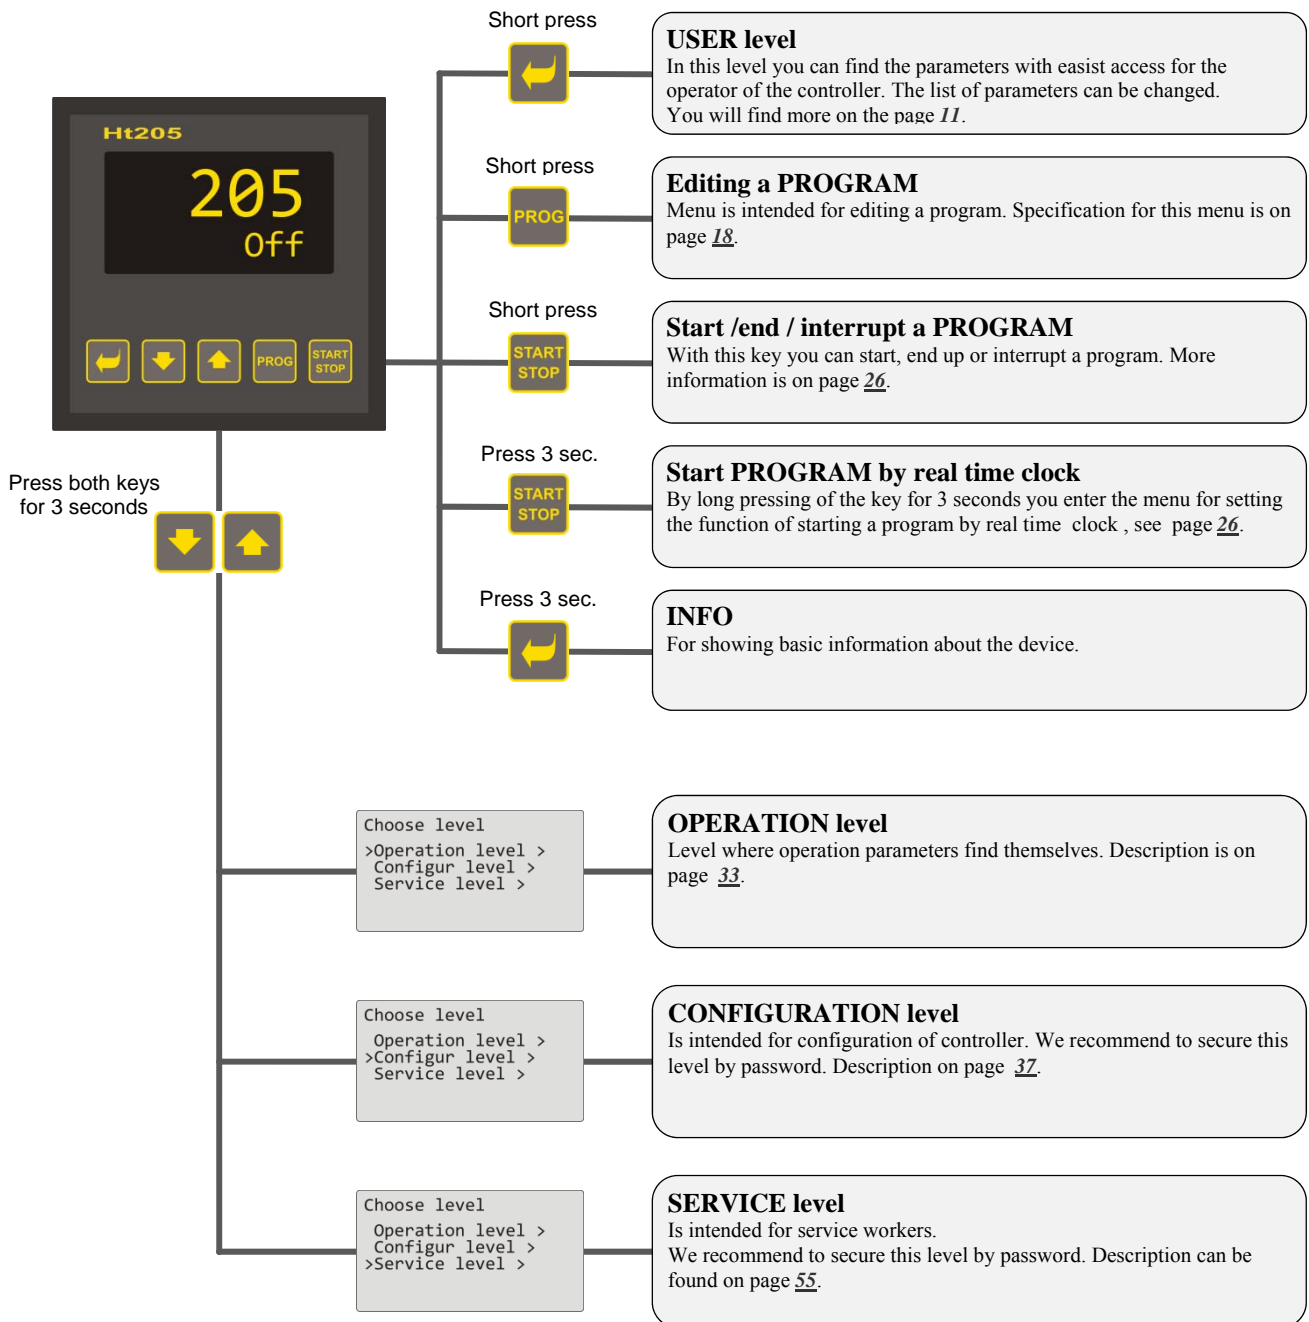 Short press
USER level
In this level you can find the parameters with easist access for the
operator of the controller. The list of parameters can be changed.
You will find more on the page 11.
Ht205
205
Off
PROG
START
STOP
Short press
PROG
Editing a PROGRAM
Menu is intended for editing a program. Specification for this menu is on
page 18.
Short press
START
STOP
Start /end / interrupt a PROGRAM
With this key you can start, end up or interrupt a program. More
information is on page 26.
Press 3 sec.
START
STOP
Start PROGRAM by real time clock
By long pressing of the key for 3 seconds you enter the menu for setting
the function of starting a program by real time clock , see page 26.
Press both keys
for 3 seconds
Press 3 sec.
INFO
For showing basic information about the device.
Choose level
>Operation level >
Configur level >
Service level >
OPERATION level
Level where operation parameters find themselves. Description is on
page 33.
Choose level
Operation level >
>Configur level >
Service level >
CONFIGURATION level
Is intended for configuration of controller. We recommend to secure this
level by password. Description on page 37.
Choose level
Operation level >
Configur level >
>Service level >
SERVICE level
Is intended for service workers.
We recommend to secure this level by password. Description can be
found on page 55.